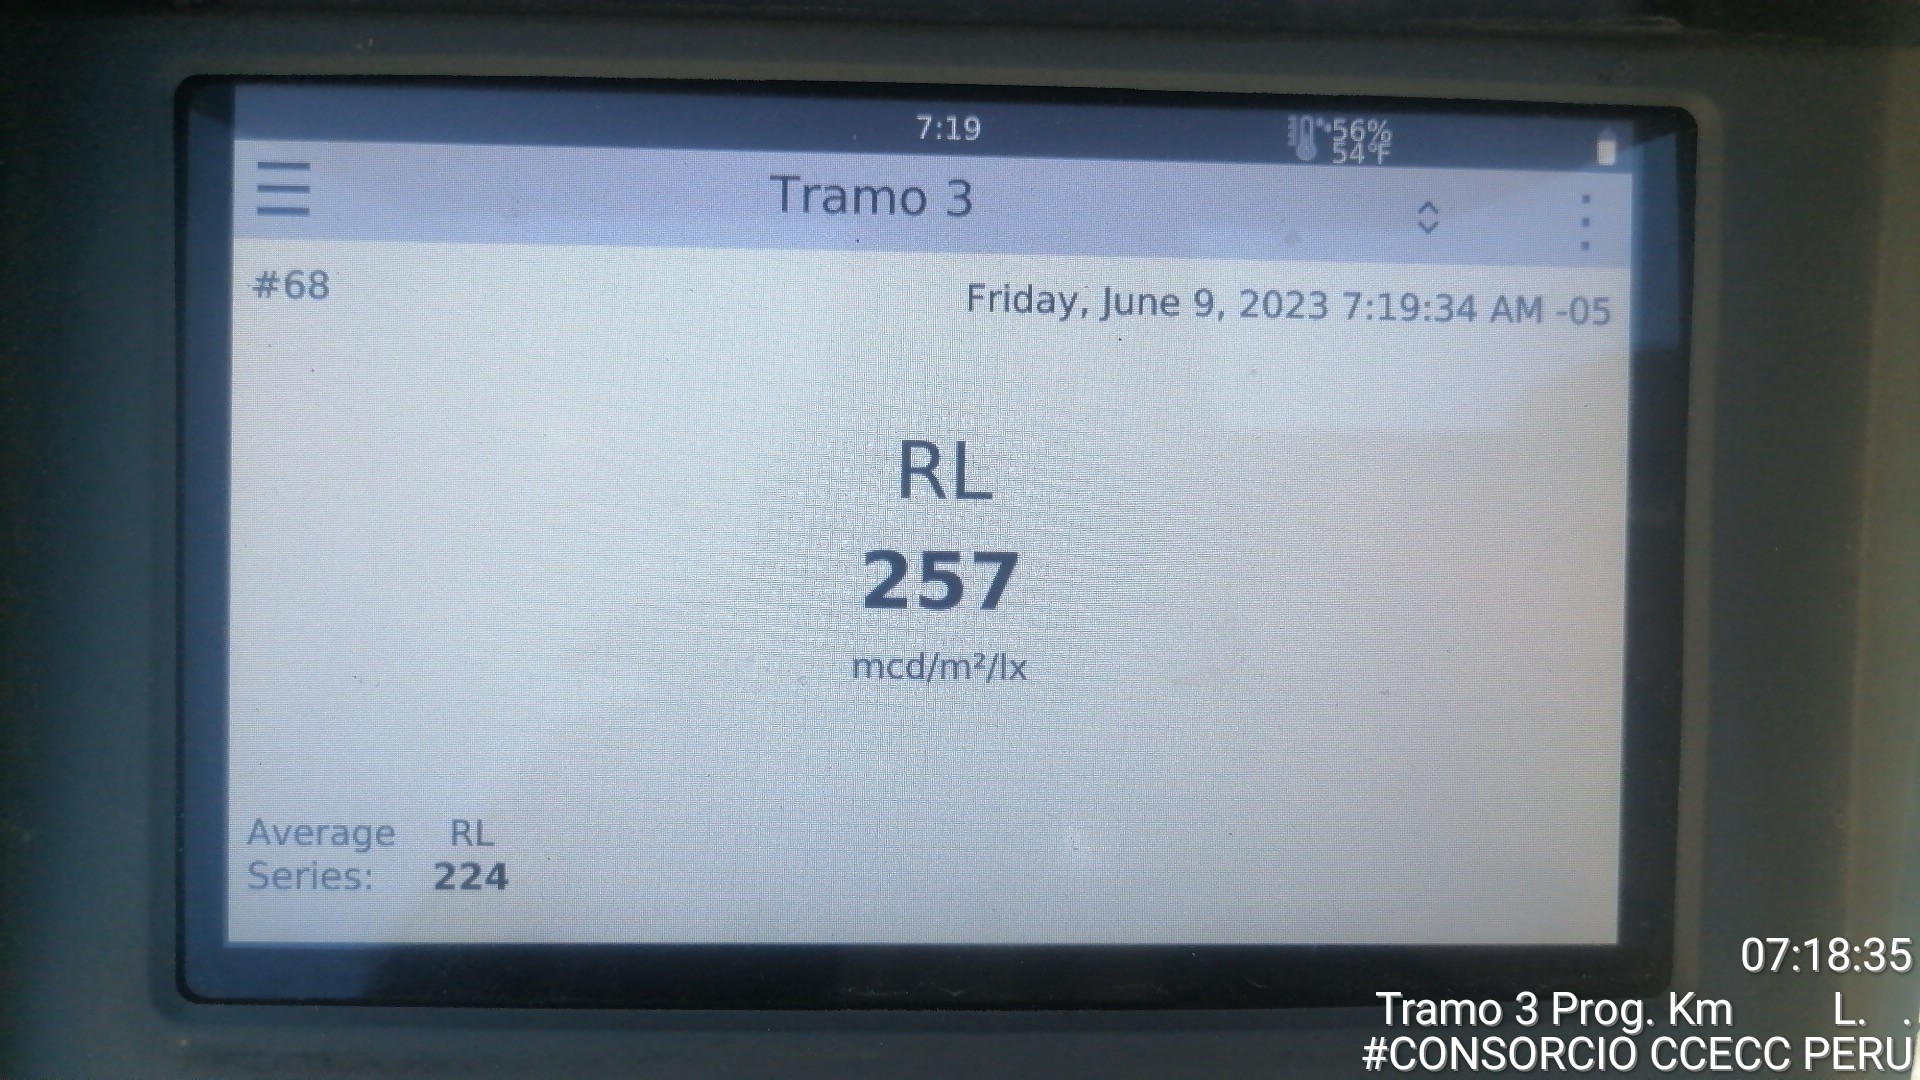 7:19
56%
54°F
Tramo 3
#68
Friday, June 9, 2023 7:19:34 AM -05
RL
257
mcd/m²/lx
Average RL
Series: 224
07:18:35
Tramo 3 Prog. Km L. .
#CONSORCIO CCECC PERU